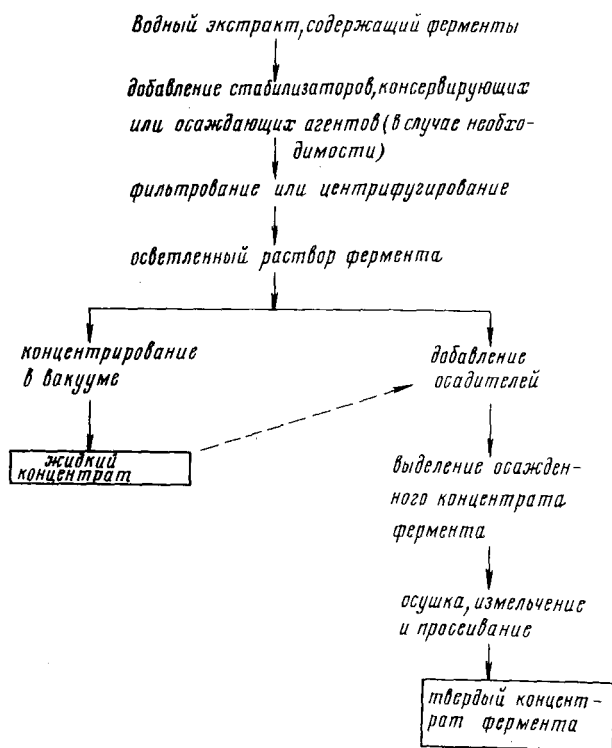 Водный экстракт, содержащий ферменты
добавление стабилизаторов, консервирующих
или осаждающих агентов (в случае необхо-
димости)
фильтрование или центрифугирование
осветленный раствор фермента
концентрирование
в вакууме
жидкий
концентрат
добавление
осадителей
выделение осажден-
ного концентрата
фермента
осушка, измельчение
и просеивание
твердый концент-
рат фермента